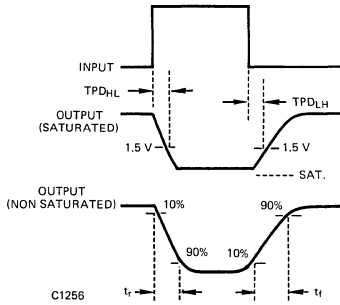 INPUT
TPDHL
TPDLH
OUTPUT
(SATURATED)
1.5 V
1.5 V
SAT.
OUTPUT
(NON SATURATED)
10%
90%
90%
10%
tr
tf
C1256